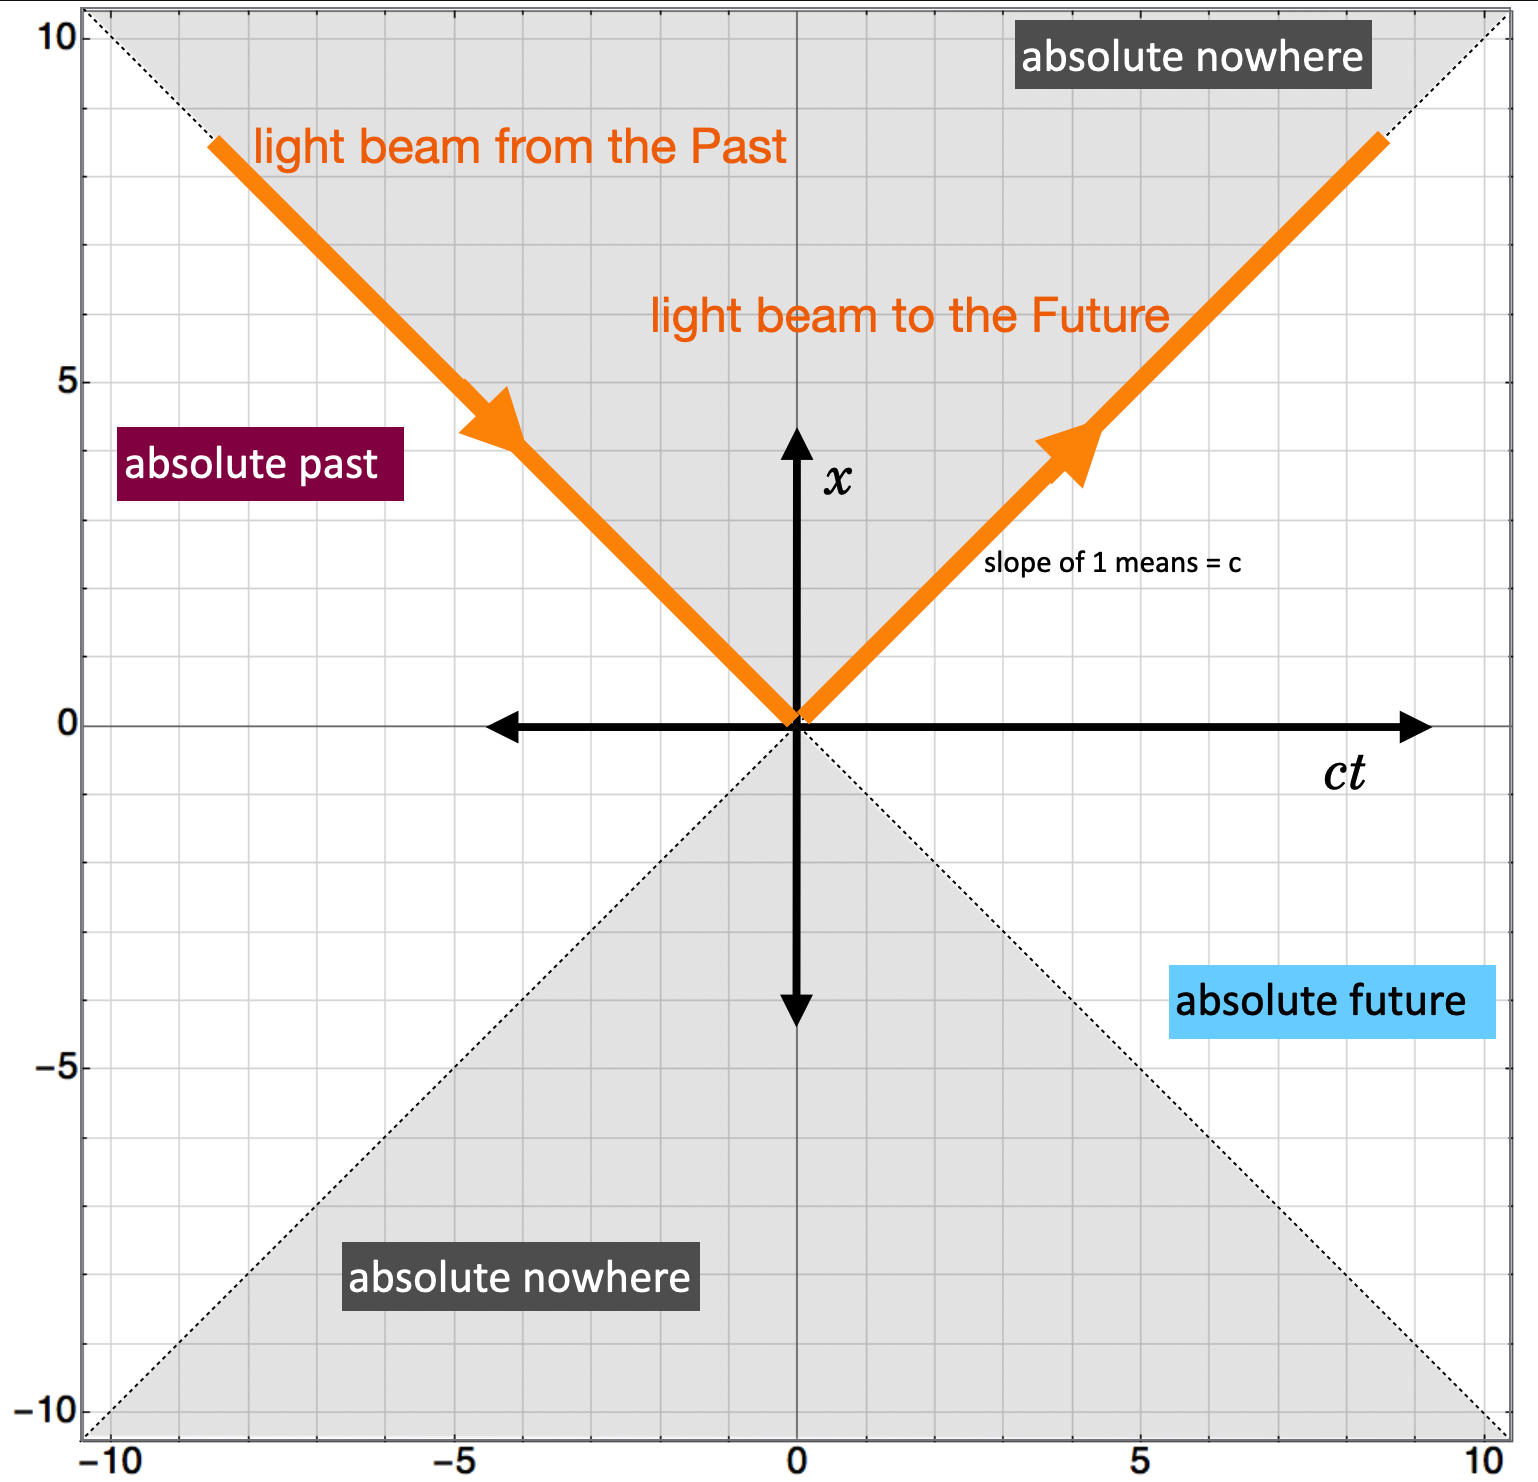 10
absolute nowhere
light beam from the Past
light beam to the Future
5
absolute past
x
slope of 1 means = c
0
ct
absolute future
−5
absolute nowhere
−10
−10 −5 0 5 10